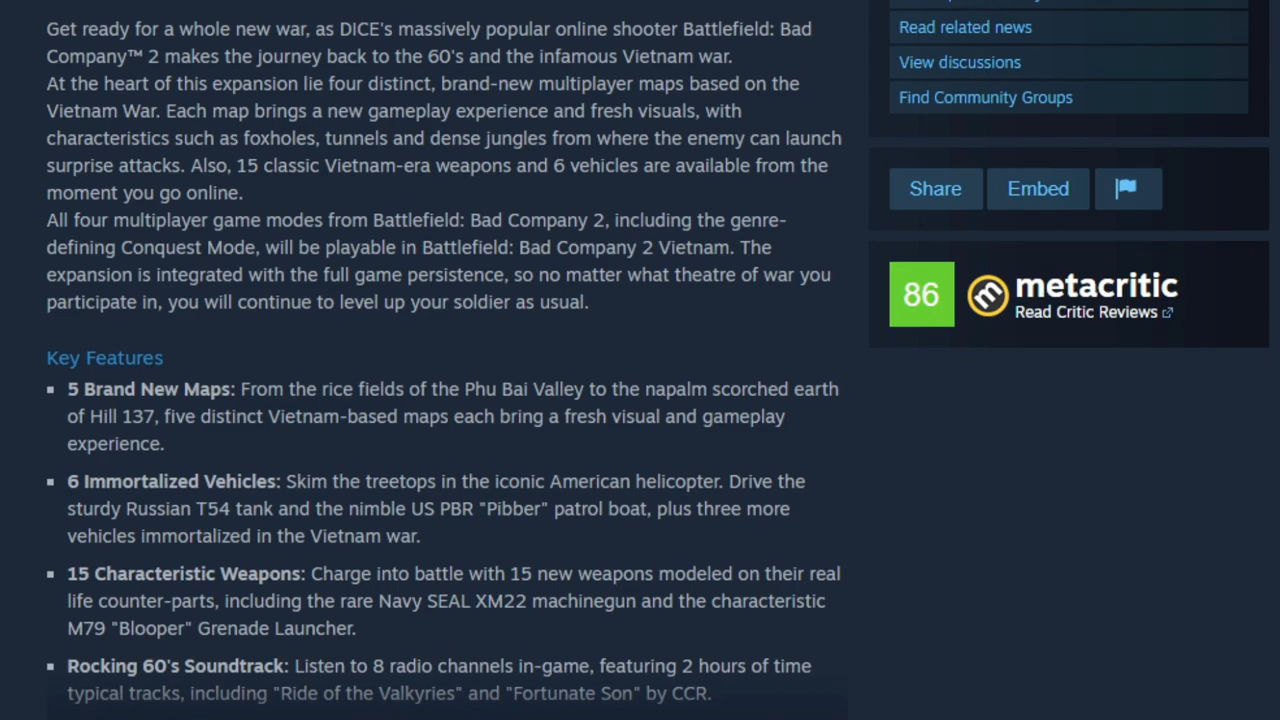 Get ready for a whole new war, as DICE's massively popular online shooter Battlefield: Bad
Company™ 2 makes the journey back to the 60's and the infamous Vietnam war.
At the heart of this expansion lie four distinct, brand-new multiplayer maps based on the
Vietnam War. Each map brings a new gameplay experience and fresh visuals, with
characteristics such as foxholes, tunnels and dense jungles from where the enemy can launch
surprise attacks. Also, 15 classic Vietnam-era weapons and 6 vehicles are available from the
moment you go online.
All four multiplayer game modes from Battlefield: Bad Company 2, including the genre-
defining Conquest Mode, will be playable in Battlefield: Bad Company 2 Vietnam. The
expansion is integrated with the full game persistence, so no matter what theatre of war you
participate in, you will continue to level up your soldier as usual.
Key Features
▪ 5 Brand New Maps: From the rice fields of the Phu Bai Valley to the napalm scorched earth
of Hill 137, five distinct Vietnam-based maps each bring a fresh visual and gameplay
experience.
▪ 6 Immortalized Vehicles: Skim the treetops in the iconic American helicopter. Drive the
sturdy Russian T54 tank and the nimble US PBR "Pibber" patrol boat, plus three more
vehicles immortalized in the Vietnam war.
▪ 15 Characteristic Weapons: Charge into battle with 15 new weapons modeled on their real
life counter-parts, including the rare Navy SEAL XM22 machinegun and the characteristic
M79 "Blooper" Grenade Launcher.
▪ Rocking 60's Soundtrack: Listen to 8 radio channels in-game, featuring 2 hours of time
typical tracks, including "Ride of the Valkyries" and "Fortunate Son" by CCR.
Read related news
View discussions
Find Community Groups
Share
Embed
86
metacritic
Read Critic Reviews